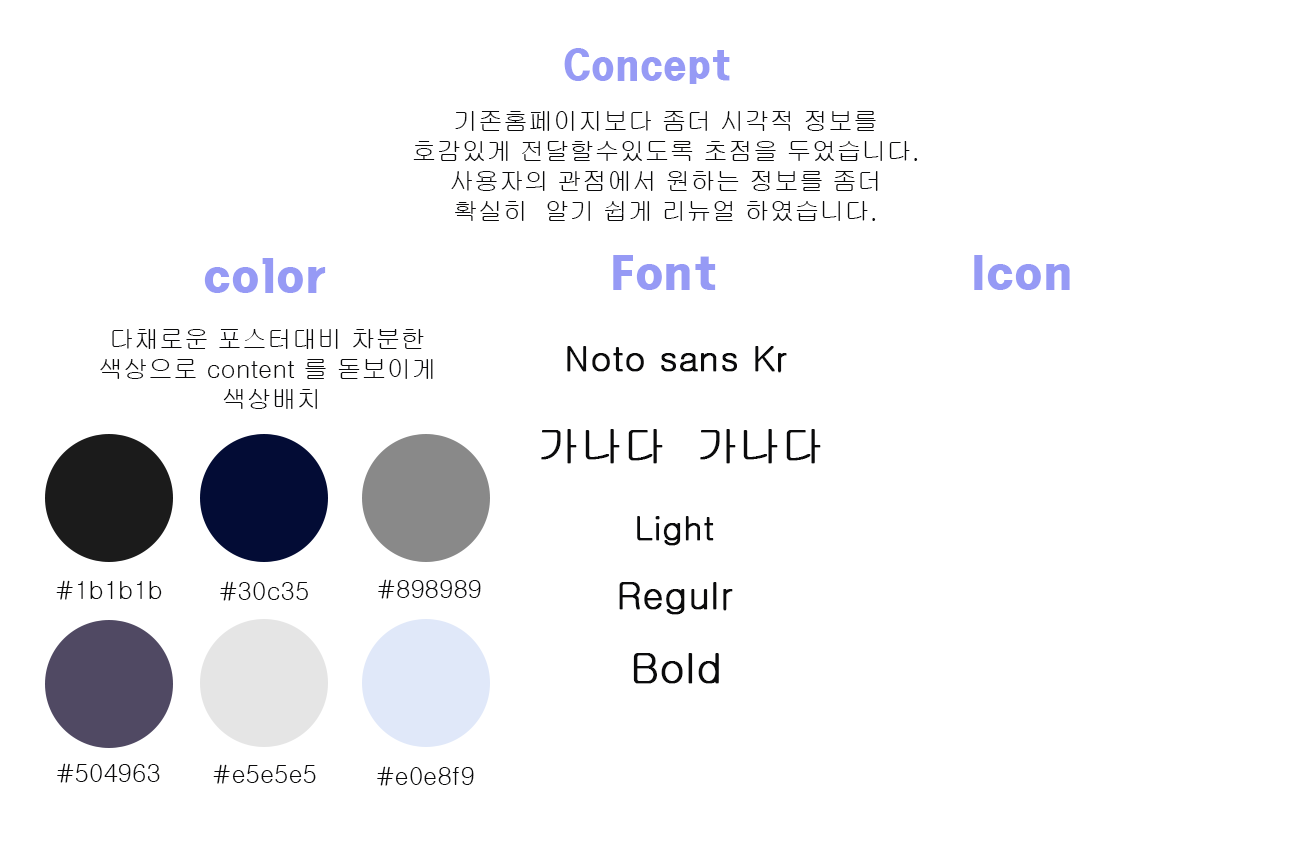 Concept
기존홈페이지보다 좀더 시각적 정보를
호감있게 전달할수있도록 초점을 두었습니다.
사용자의 관점에서 원하는 정보를 좀더
확실히 알기 쉽게 리뉴얼 하였습니다.
color
다채로운 포스터대비 차분한
색상으로 content 를 돋보이게
색상배치
#1b1b1b
#30c35
#898989
#504963
#e5e5e5
#e0e8f9
Font
Noto sans Kr
가나다 가나다
Light
Regulr
Bold
Icon